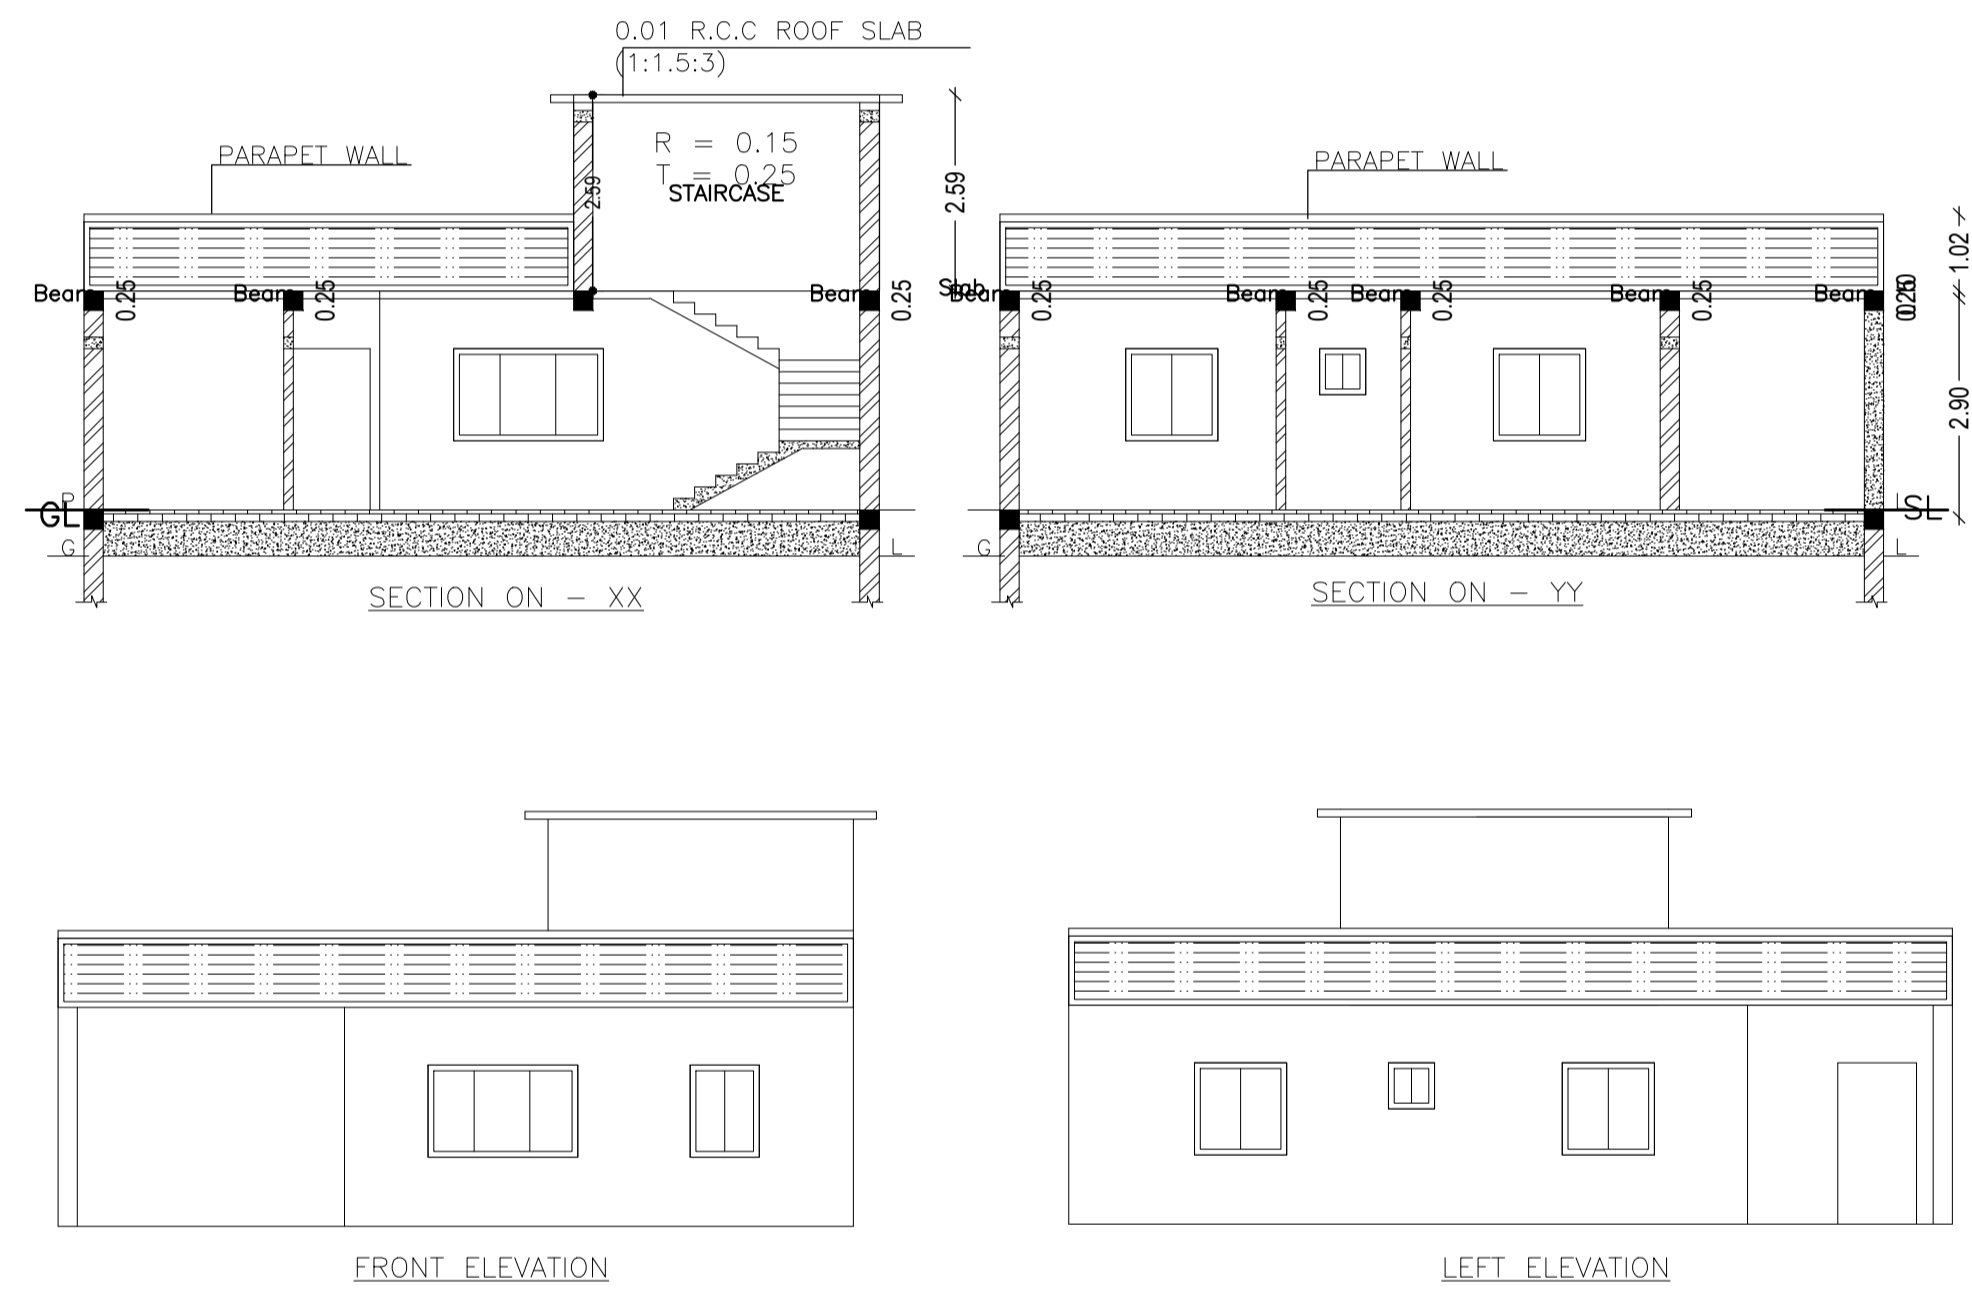 0.01 R.C.C ROOF SLAB
(1:1.5:3)
PARAPET WALL
R = 0.15
T = 0.25
STAIRCASE
2.59
2.59
Beam
0.25
Beam
0.25
Beam
0.25
P
GL
G
L
SECTION ON - XX
PARAPET WALL
1.02
Slab
Beam
0.25
Beam
0.25
Beam
0.25
Beam
0.25
Beam
2.90
L
SL
G
L
SECTION ON - YY
FRONT ELEVATION
LEFT ELEVATION